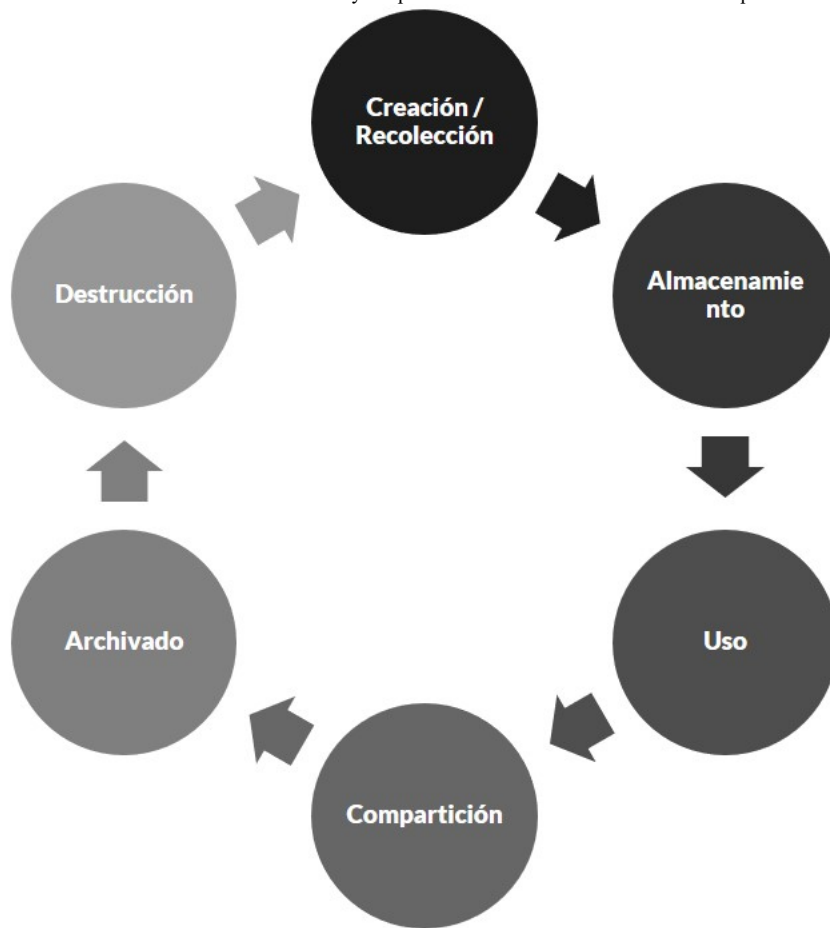 Creación /
Recolección
Almacenamie
nto
Uso
Compartición
Archivado
Destrucción